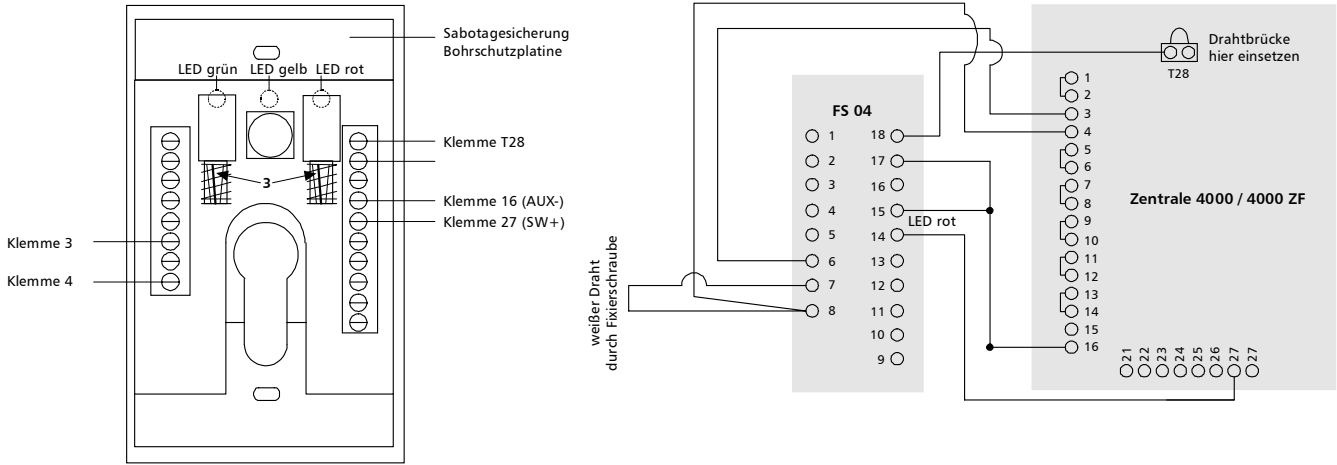 Sabotagesicherung
Bohrschutzplatine
LED grün LED gelb LED rot
Klemme T28
3
Klemme 16 (AUX-)
Klemme 27 (SW+)
Klemme 3
Klemme 4
weißer Draht
durch Fixierschraube
FS 04
1 18
2 17
3 16
4 15
LED rot
5 14
6 13
7 12
8 11
10
9
Drahtbrücke
hier einsetzen
T28
1
2
3
4
5
6
7
8
9
10
11
12
13
14
15
16
Zentrale 4000 / 4000 ZF
21 22 23 24 25 26 27 27